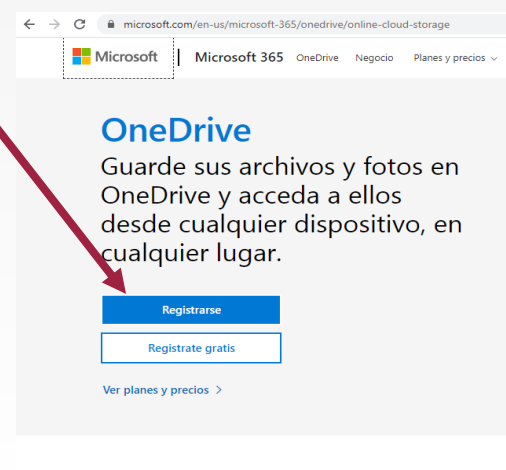 microsoft.com/en-us/microsoft-365/onedrive/online-cloud-storage
Microsoft | Microsoft 365 OneDrive Negocio Planes y precios
OneDrive
Guarde sus archivos y fotos en
OneDrive y acceda a ellos
desde cualquier dispositivo, en
cualquier lugar.
Registrarse
Registrate gratis
Ver planes y precios >